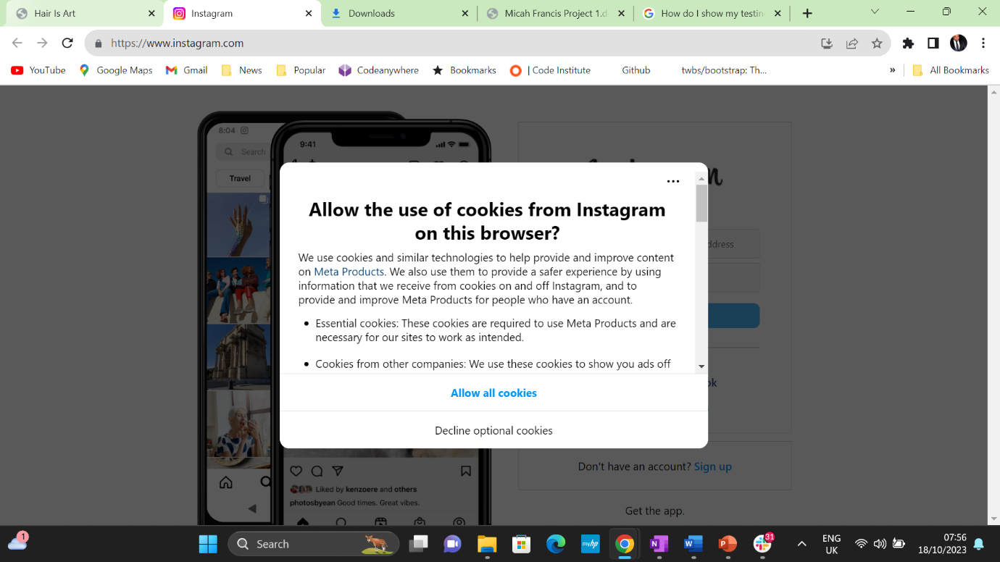 Hair Is Art
Instagram
Downloads
Micah Francis Project 1.d
How do I show my testin
https://www.instagram.com
YouTube
Google Maps
Gmail
News
Popular
Codeanywhere
Bookmarks
| Code Institute
Github
twbs/bootstrap: Th...
»
All Bookmarks
8:04
9:41
Search
Travel
Allow the use of cookies from Instagram
on this browser?
We use cookies and similar technologies to help provide and improve content
on Meta Products. We also use them to provide a safer experience by using
information that we receive from cookies on and off Instagram, and to
provide and improve Meta Products for people who have an account.
Essential cookies: These cookies are required to use Meta Products and are
necessary for our sites to work as intended.
Cookies from other companies: We use these cookies to show you ads off
Allow all cookies
Decline optional cookies
ddress
ok
Don't have an account? Sign up
Get the app.
Liked by kenzoere and others
photosbyean Good times. Great vibes.
1
Search
myhp
N
W
P
31
ENG
UK
07:56
18/10/2023